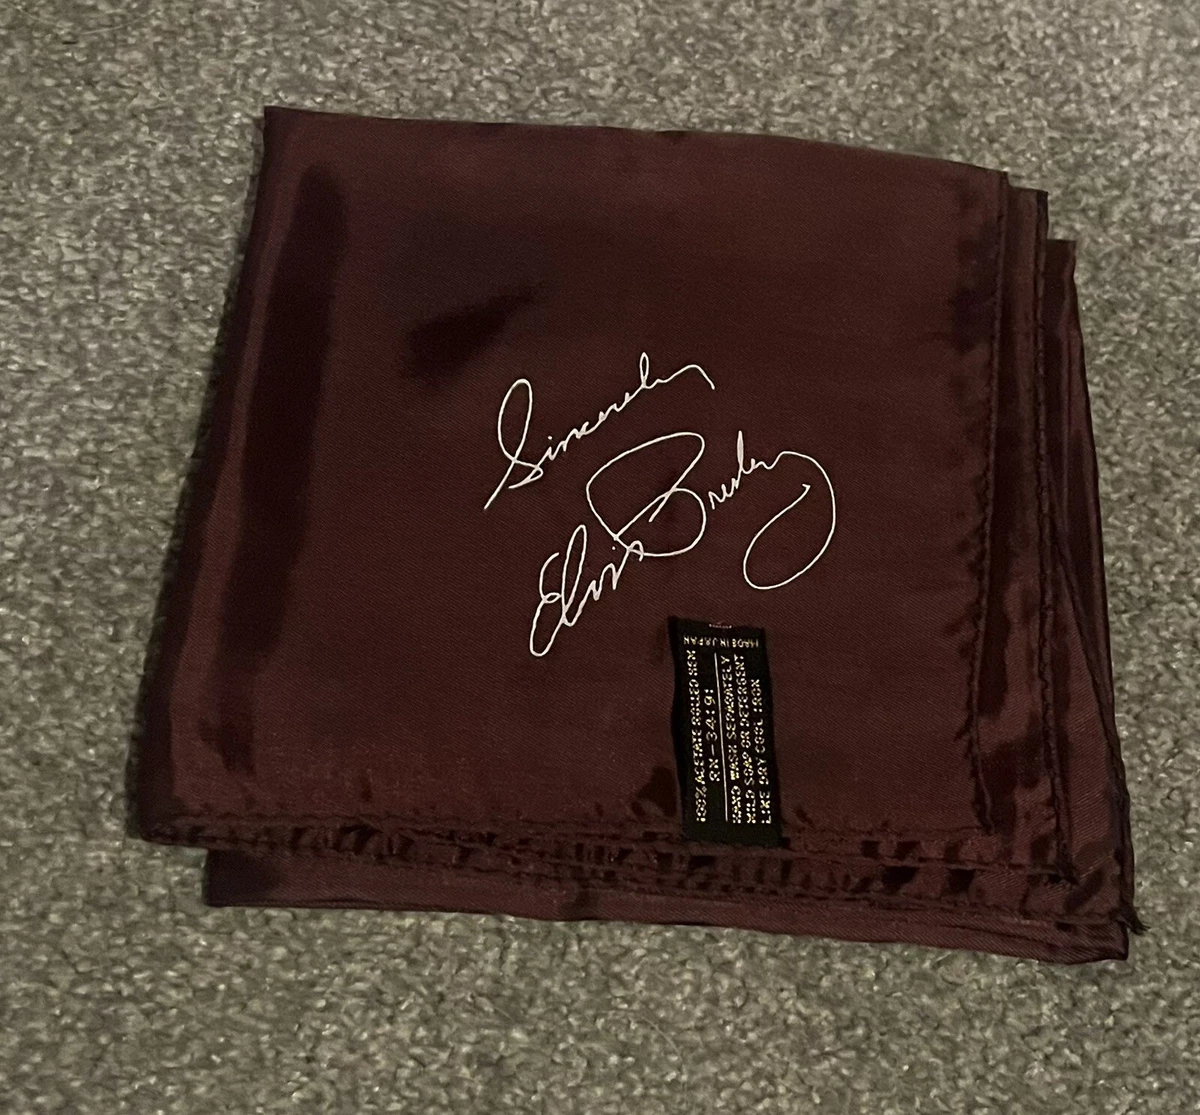 Sincerely
Elvis Presley
MADE IN JAPAN
100% ACETATE ROLLED HEM
HAND WASH SEPARATELY
MILD SOAP OR DETERGENT
LIKE DRY COOL IRON